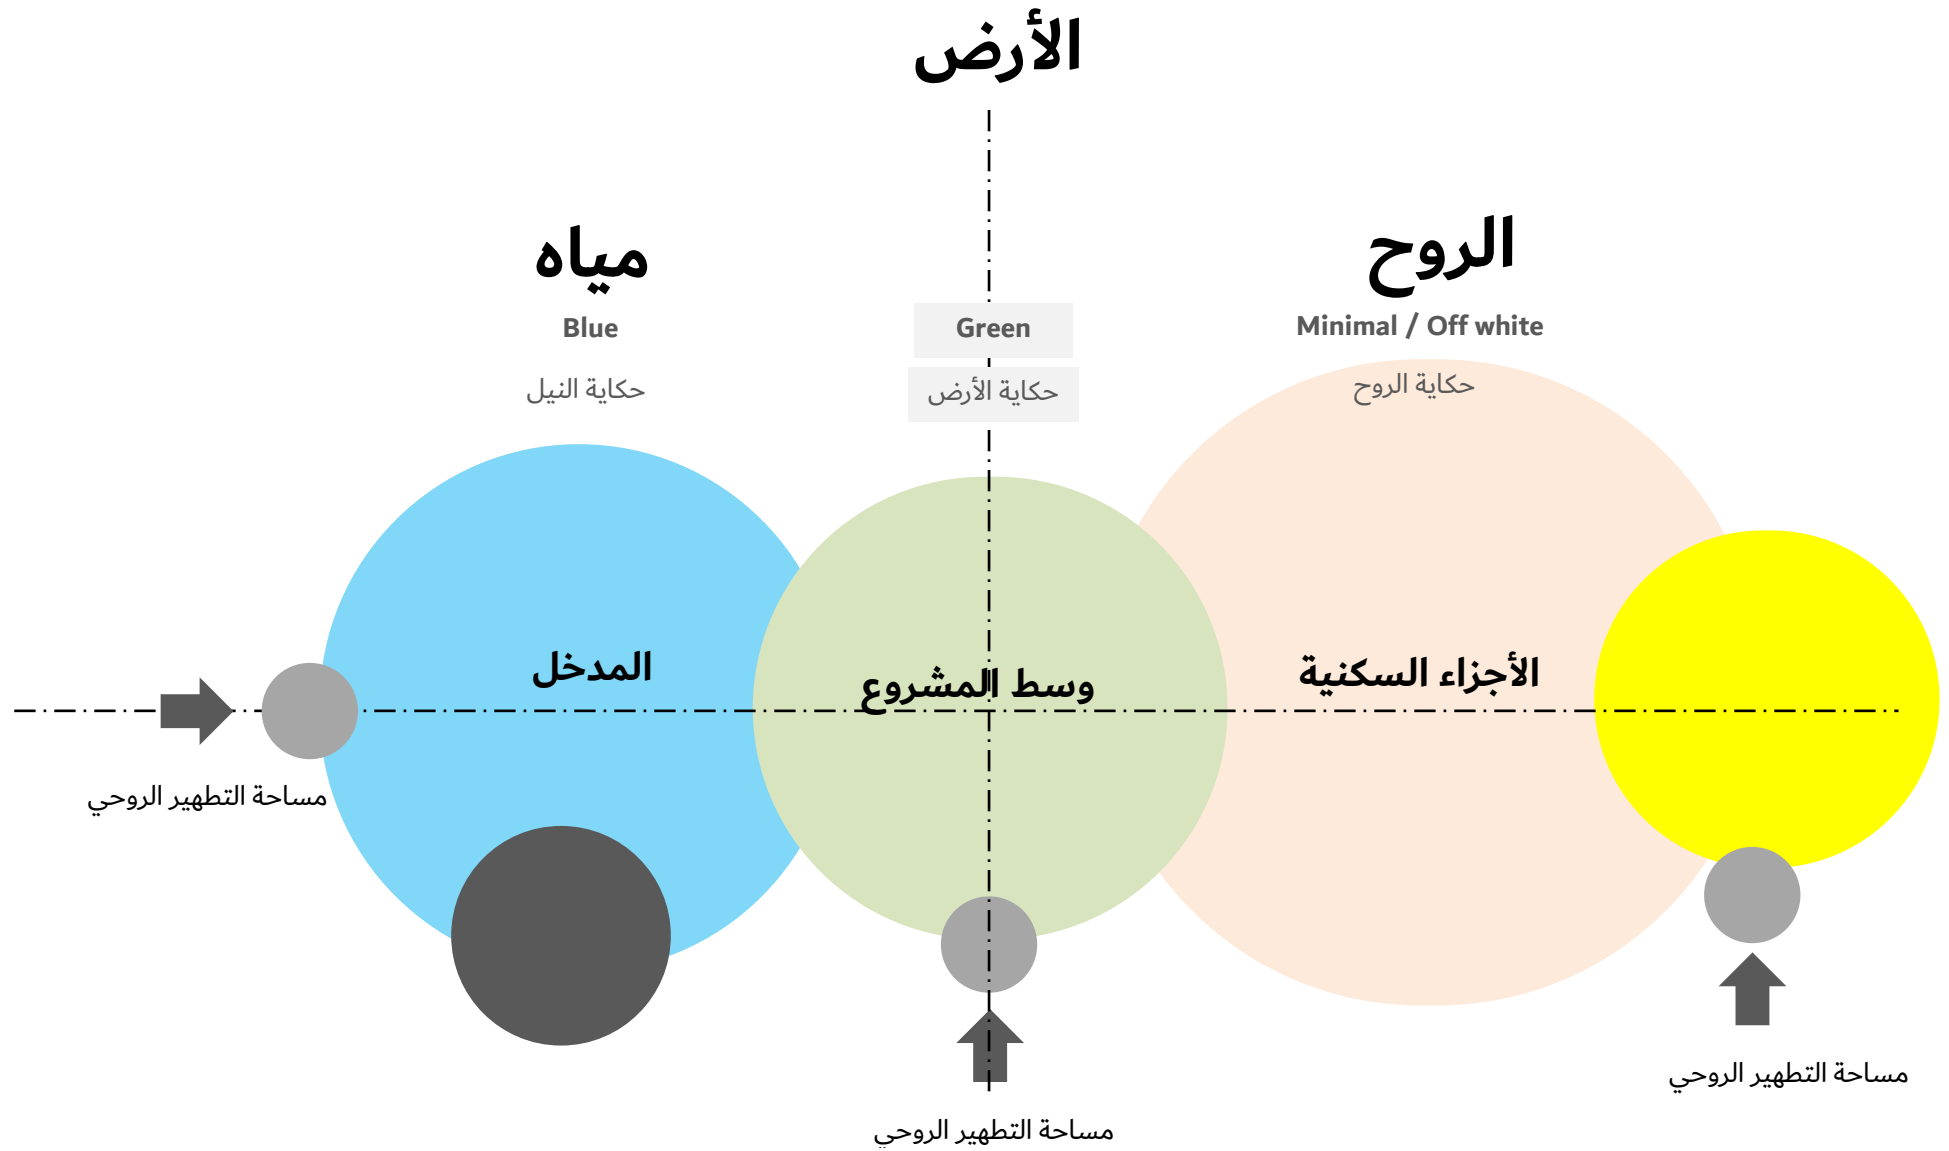 الأرض
الروح
Minimal / Off white
حكاية الروح
Green
حكاية الأرض
مياه
Blue
حكاية النيل
الأجزاء السكنية
وسط المشروع
المدخل
مساحة التطهير الروحي
مساحة التطهير الروحي
مساحة التطهير الروحي